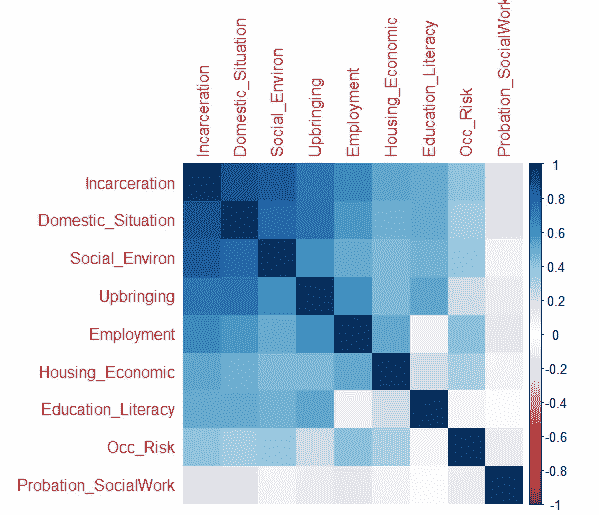 Incarceration
Domestic_Situation
Social_Environ
Upbringing
Employment
Housing_Economic
Education_Literacy
Occ_Risk
Probation_SocialWork
Incarceration
Domestic_Situation
Social_Environ
Upbringing
Employment
Housing_Economic
Education_Literacy
Occ_Risk
Probation_SocialWork
1
0.8
0.6
0.4
0.2
0
-0.2
-0.4
-0.6
-0.8
-1